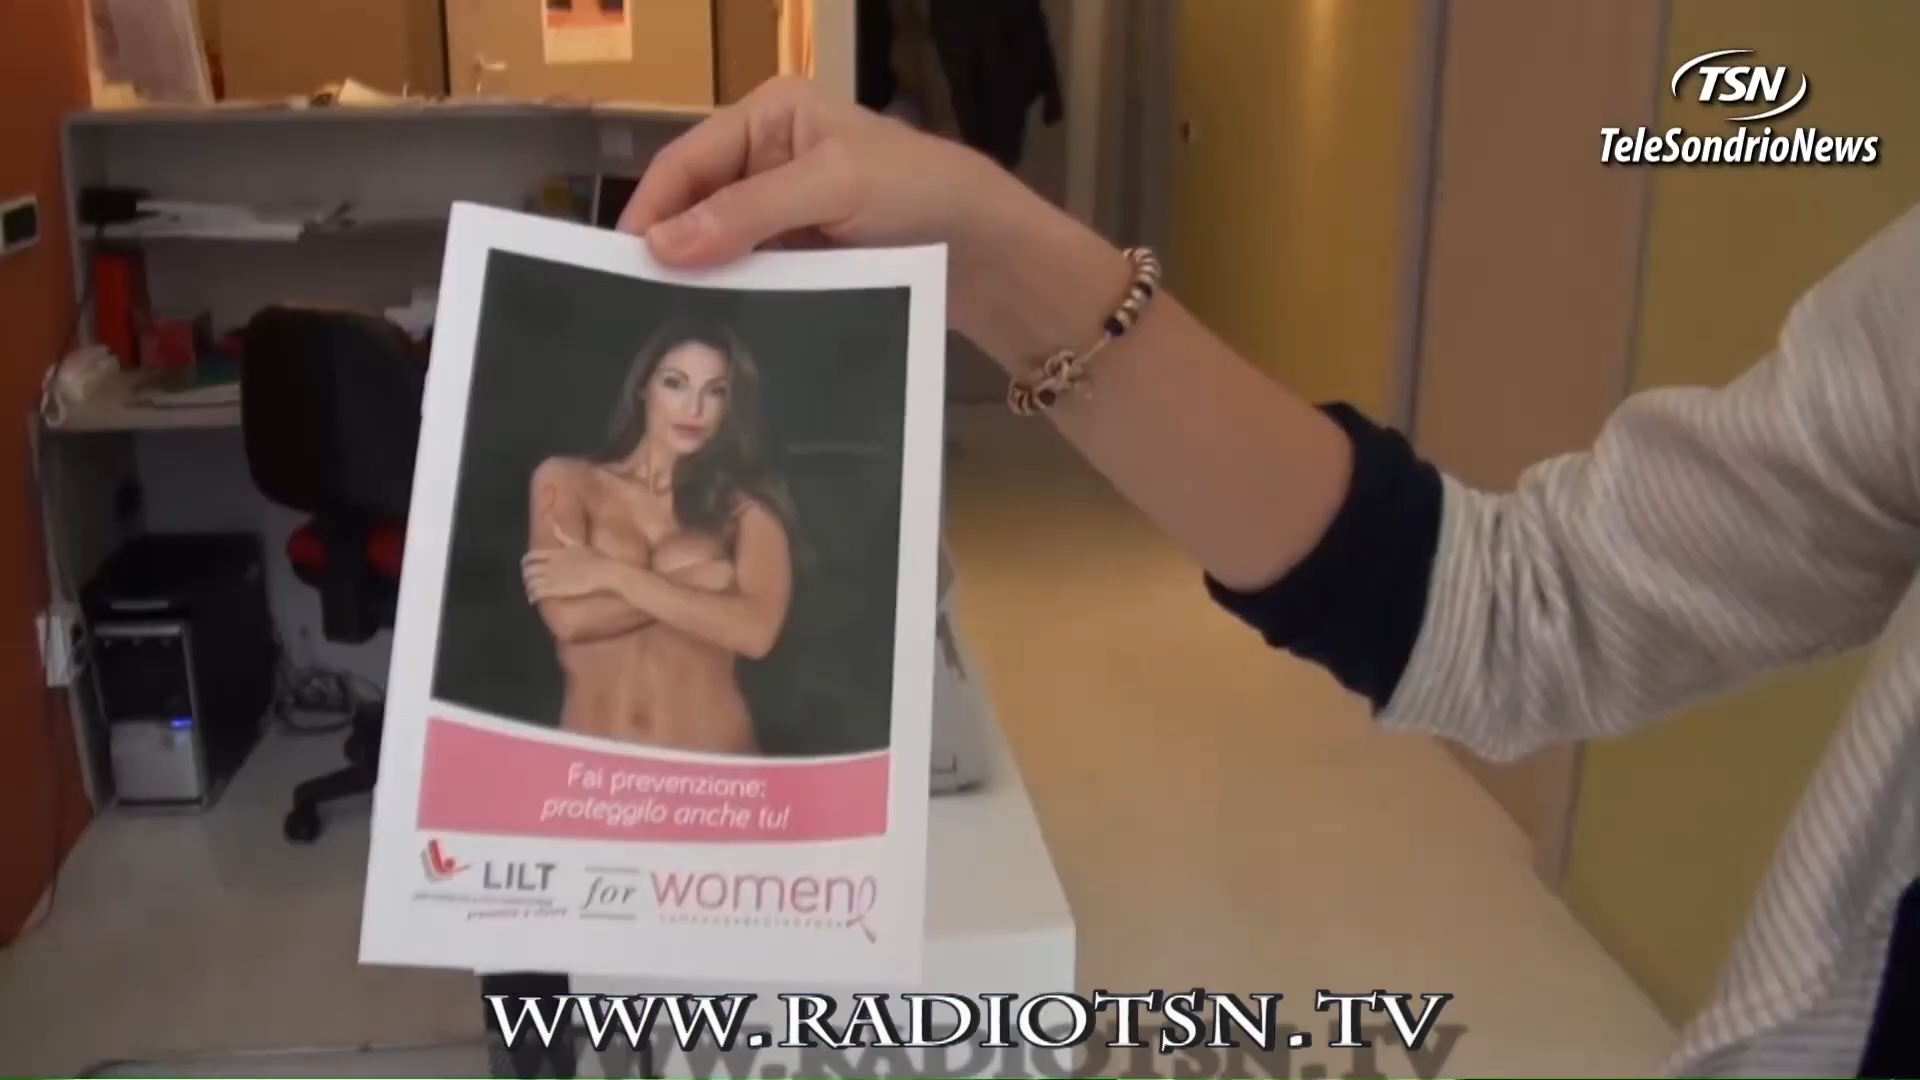 TSN
TeleSondrioNews
Fai prevenzione:
proteggilo anche tu!
LILT for women
WWW.RADIOTSN.TV